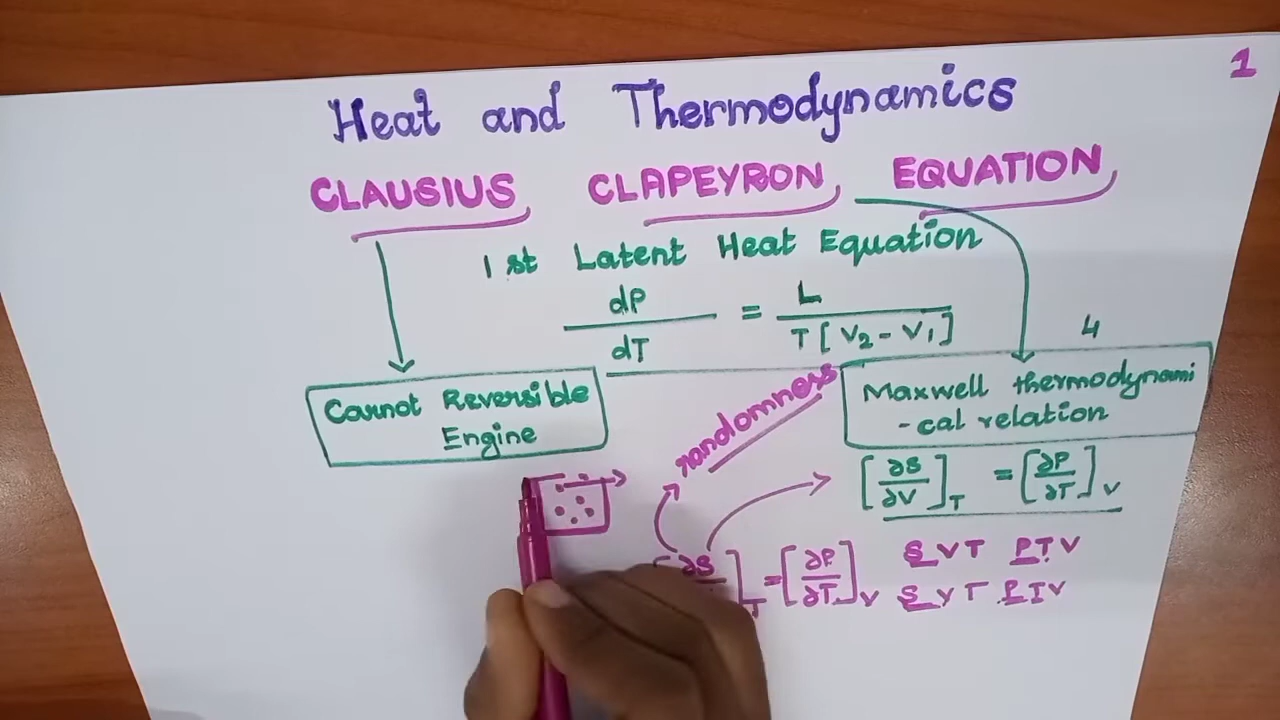 1
Heat and Thermodynamics
CLAUSIUS CLAPEYRON EQUATION
1st Latent Heat Equation
dP/dT = L/T[V₂-V₁]
4
Carnot Reversible
Engine
Maxwell thermodynami
-cal relation
[∂S/∂V]T = [∂P/∂T]V
randomness
[∂S T = [∂P/∂T]V
SVT PTV
SVT PTV